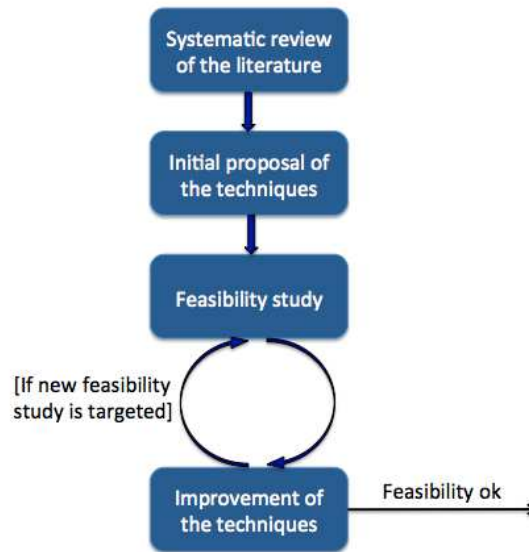 Systematic review
of the literature
Initial proposal of
the techniques
Feasibility study
[If new feasibility
study is targeted]
Improvement of
the techniques
Feasibility ok